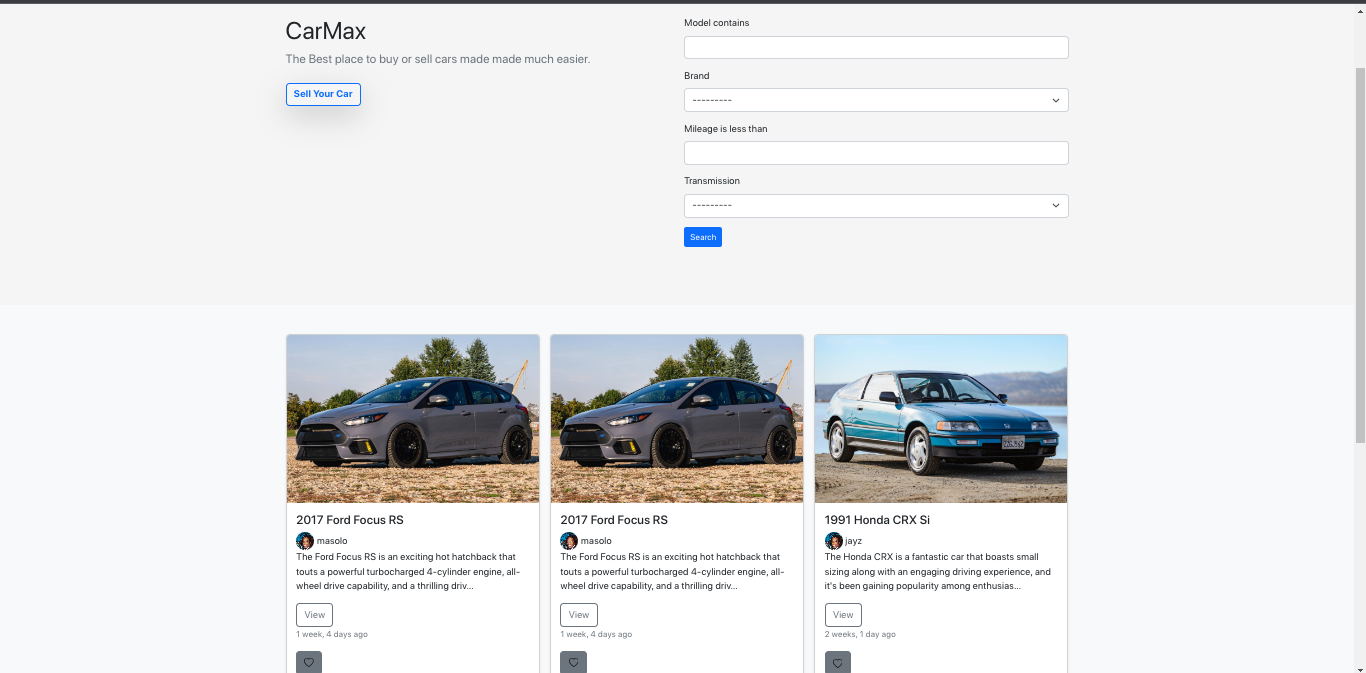 CarMax
The Best place to buy or sell cars made made much easier.
Sell Your Car
Model contains
Brand
---------
Mileage is less than
Transmission
---------
Search
2017 Ford Focus RS
masolo
The Ford Focus RS is an exciting hot hatchback that
touts a powerful turbocharged 4-cylinder engine, all-
wheel drive capability, and a thrilling driv...
View
1 week, 4 days ago
2017 Ford Focus RS
masolo
The Ford Focus RS is an exciting hot hatchback that
touts a powerful turbocharged 4-cylinder engine, all-
wheel drive capability, and a thrilling driv...
View
1 week, 4 days ago
1991 Honda CRX Si
jayz
The Honda CRX is a fantastic car that boasts small
sizing along with an engaging driving experience, and
it's been gaining popularity among enthusias...
View
2 weeks, 1 day ago